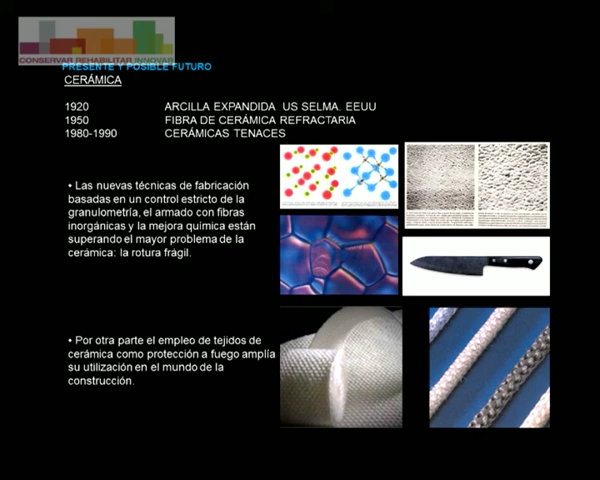 CONSERVAR REHABILITAR INNOVAR
PRESENTE Y POSIBLE FUTURO
CERÁMICA
1920 ARCILLA EXPANDIDA US SELMA. EEUU
1950 FIBRA DE CERÁMICA REFRACTARIA
1980-1990 CERÁMICAS TENACES
• Las nuevas técnicas de fabricación
basadas en un control estricto de la
granulometría, el armado con fibras
inorgánicas y la mejora química están
superando el mayor problema de la
cerámica: la rotura frágil.
• Por otra parte el empleo de tejidos de
cerámica como protección a fuego amplía
su utilización en el mundo de la
construcción.